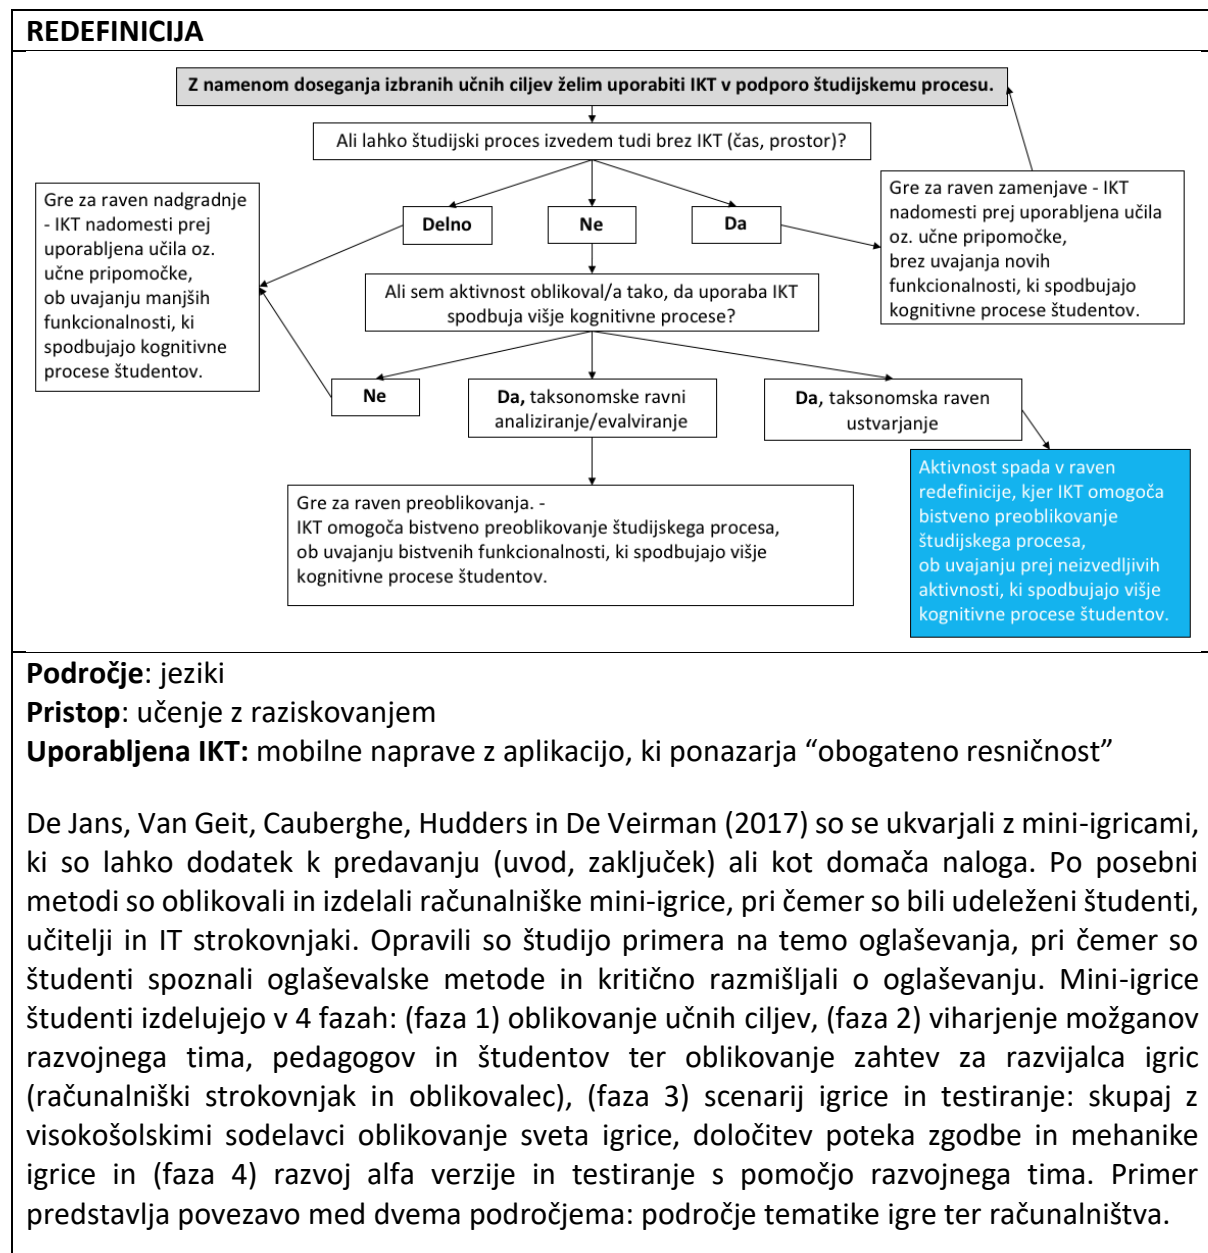 REDEFINICIJA
Z namenom doseganja izbranih učnih ciljev želim uporabiti IKT v podporo študijskemu procesu.
Ali lahko študijski proces izvedem tudi brez IKT (čas, prostor)?
Gre za raven nadgradnje
- IKT nadomesti prej
uporabljena učila oz.
učne pripomočke,
ob uvajanju manjših
funkcionalnosti, ki
spodbujajo kognitivne
procese študentov.
Delno
Ne
Da
Gre za raven zamenjave - IKT
nadomesti prej uporabljena učila
oz. učne pripomočke,
brez uvajanja novih
funkcionalnosti, ki spodbujajo
kognitivne procese študentov.
Ali sem aktivnost oblikoval/a tako, da uporaba IKT
spodbuja višje kognitivne procese?
Ne
Da, taksonomske ravni
analiziranje/evalviranje
Da, taksonomska raven
ustvarjanje
Gre za raven preoblikovanja. -
IKT omogoča bistveno preoblikovanje študijskega procesa,
ob uvajanju bistvenih funkcionalnosti, ki spodbujajo višje
kognitivne procese študentov.
Aktivnost spada v raven
redefinicije, kjer IKT omogoča
bistveno preoblikovanje
študijskega procesa,
ob uvajanju prej neizvedljivih
aktivnosti, ki spodbujajo višje
kognitivne procese študentov.
Področje: jeziki
Pristop: učenje z raziskovanjem
Uporabljena IKT: mobilne naprave z aplikacijo, ki ponazarja “obogateno resničnost”
De Jans, Van Geit, Cauberghe, Hudders in De Veirman (2017) so se ukvarjali z mini-igricami,
ki so lahko dodatek k predavanju (uvod, zaključek) ali kot domača naloga. Po posebni
metodi so oblikovali in izdelali računalniške mini-igrice, pri čemer so bili udeleženi študenti,
učitelji in IT strokovnjaki. Opravili so študijo primera na temo oglaševanja, pri čemer so
študenti spoznali oglaševalske metode in kritično razmišljali o oglaševanju. Mini-igrice
študenti izdelujejo v 4 fazah: (faza 1) oblikovanje učnih ciljev, (faza 2) viharjenje možganov
razvojnega tima, pedagogov in študentov ter oblikovanje zahtev za razvijalca igric
(računalniški strokovnjak in oblikovalec), (faza 3) scenarij igrice in testiranje: skupaj z
visokošolskimi sodelavci oblikovanje sveta igrice, določitev poteka zgodbe in mehanike
igrice in (faza 4) razvoj alfa verzije in testiranje s pomočjo razvojnega tima. Primer
predstavlja povezavo med dvema področjema: področje tematike igre ter računalništva.